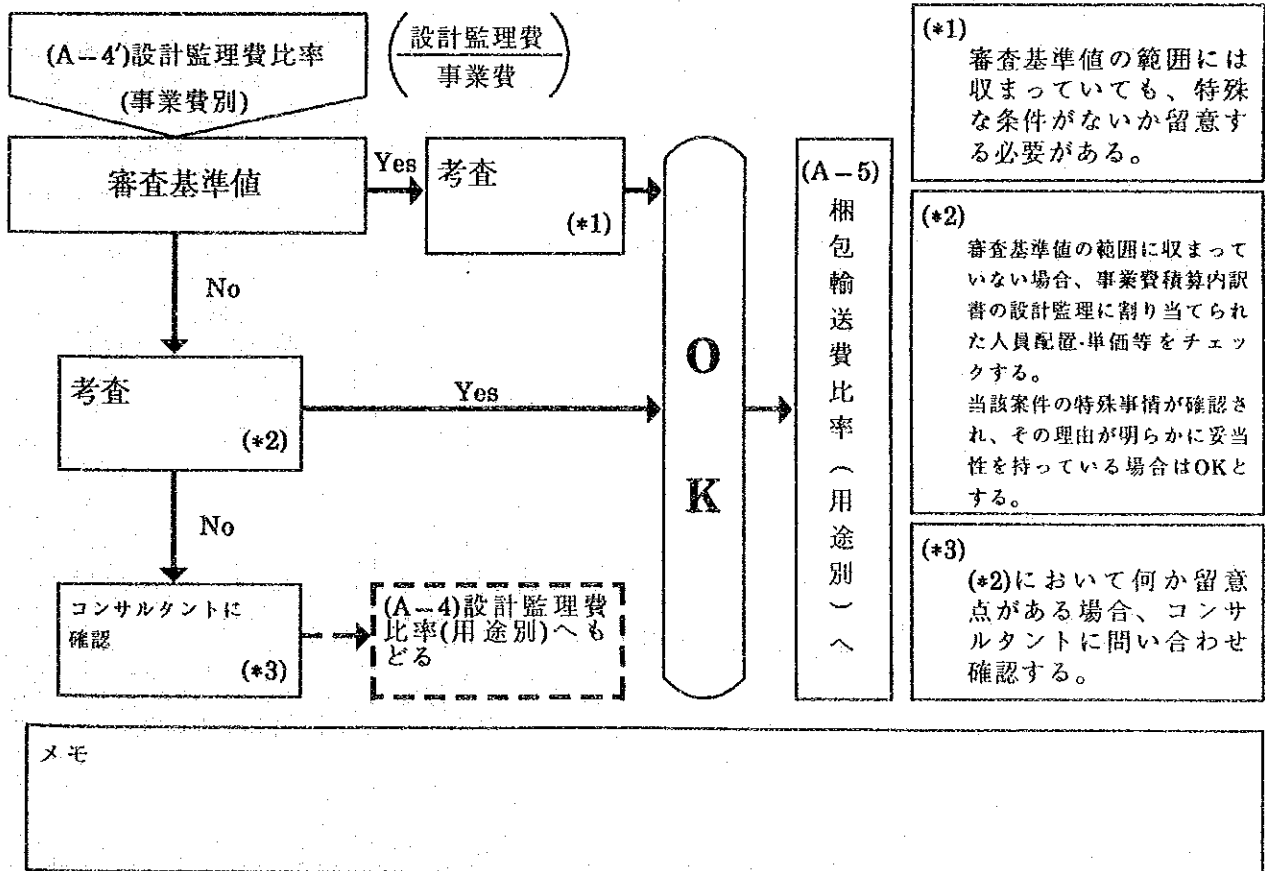 (A-4')設計監理費比率
(事業費別)
(設計監理費
事業費)
審査基準値
Yes
考査
(*1)
No
考査
(*2)
Yes
No
コンサルタントに
確認
(*3)
(A-4)設計監理費
比率(用途別)へも
どる
OK
(A-5)
梱包輸送費比率(用途別)へ
(*1)
審査基準値の範囲には
収まっていても、特殊
な条件がないか留意す
る必要がある。
(*2)
審査基準値の範囲に収まって
いない場合、事業費積算内訳
書の設計監理に割り当てられ
た人員配置・単価等をチェッ
クする。
当該案件の特殊事情が確認さ
れ、その理由が明らかに妥当
性を持っている場合はOKと
する。
(*3)
(*2)において何か留意
点がある場合、コンサ
ルタントに問い合わせ
確認する。
メモ